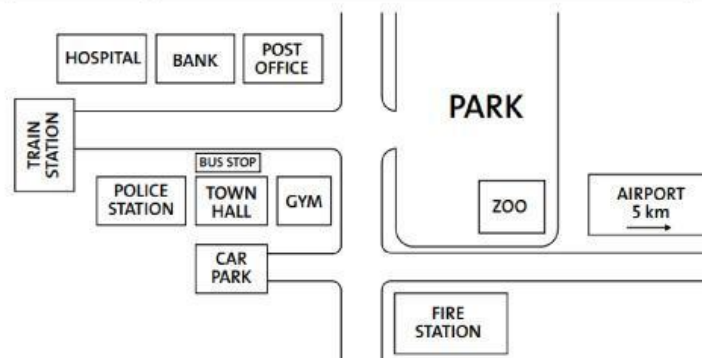 HOSPITAL
BANK
POST
OFFICE
PARK
TRAIN
STATION
BUS STOP
POLICE
STATION
TOWN
HALL
GYM
ZOO
AIRPORT
5 km
CAR
PARK
FIRE
STATION